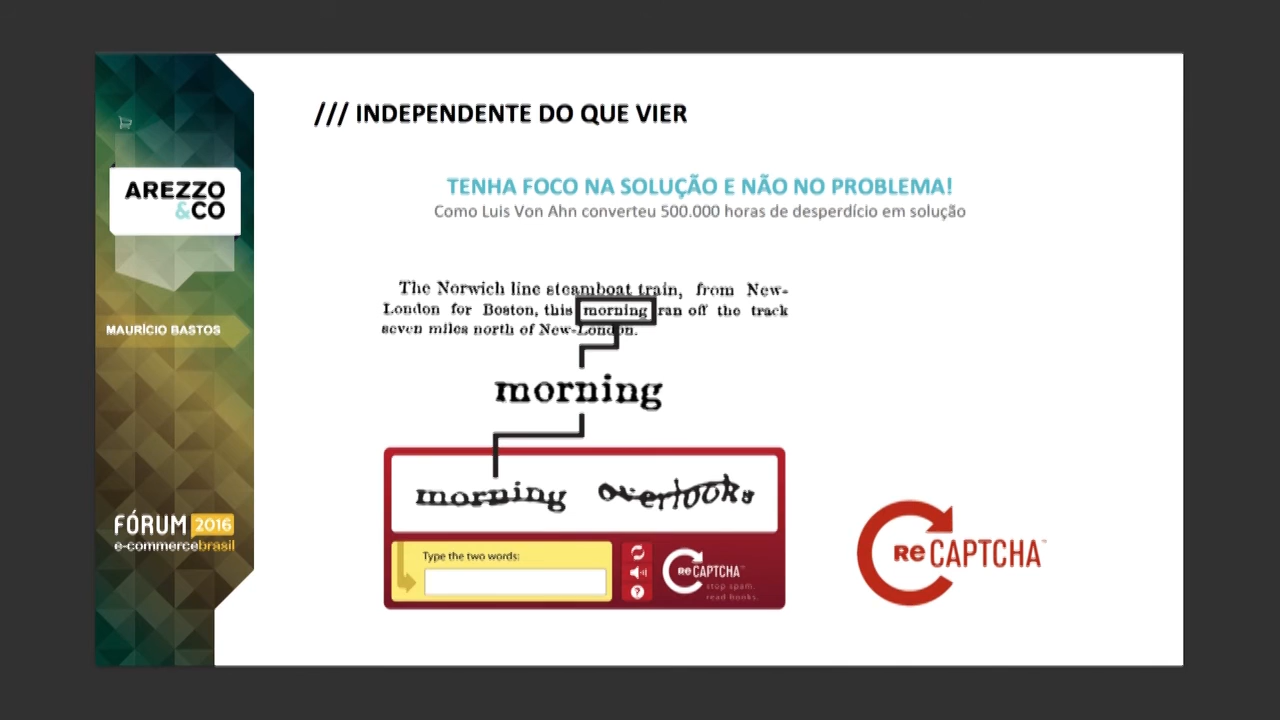 /// INDEPENDENTE DO QUE VIER
TENHA FOCO NA SOLUÇÃO E NÃO NO PROBLEMA!
Como Luis Von Ahn converteu 500.000 horas de desperdício em solução
AREZZO
&CO
MAURÍCIO BASTOS
FÓRUM 2016
e-commercebrasil
The Norwich line steamboat train, from New-
London for Boston, this morning ran off the track
seven miles north of New-London.
morning
morning overlooks
Type the two words:
ReCAPTCHA™
stop spam.
read books.
ReCAPTCHA™